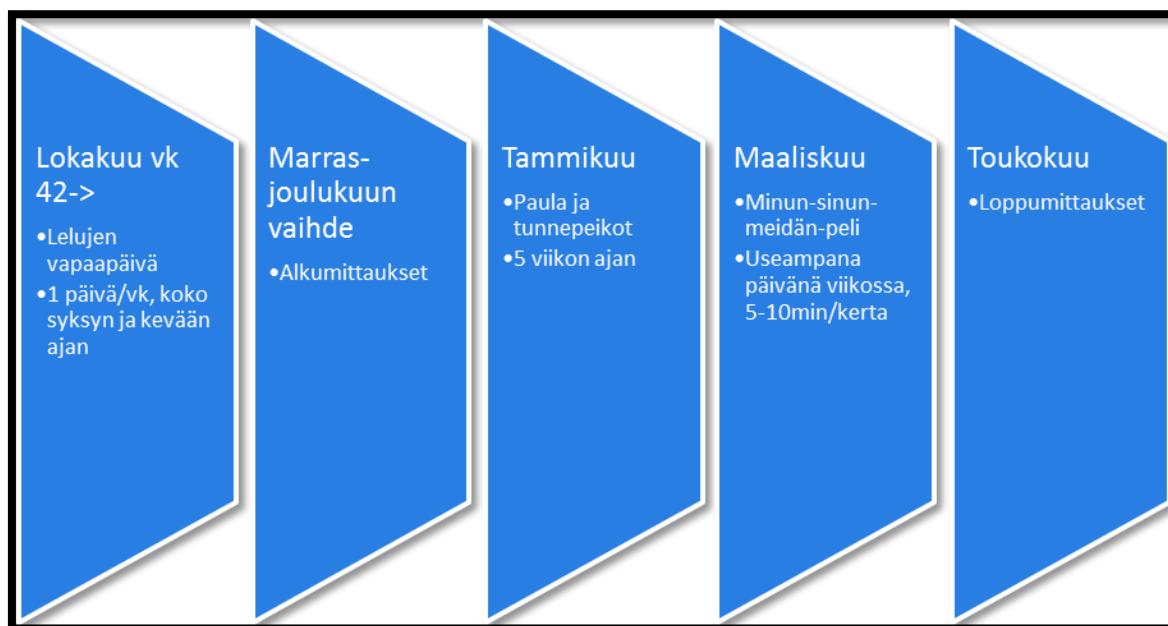 Lokakuu vk
42->
•Lelujen
vapaapäivä
•1 päivä/vk, koko
syksyn ja kevään
ajan
Marras-
joulukuun
vaihde
•Alkumittaukset
Tammikuu
•Paula ja
tunnepeikot
•5 viikon ajan
Maaliskuu
•Minun-sinun-
meidän-peli
•Useampana
päivänä viikossa,
5-10min/kerta
Toukokuu
•Loppumittaukset